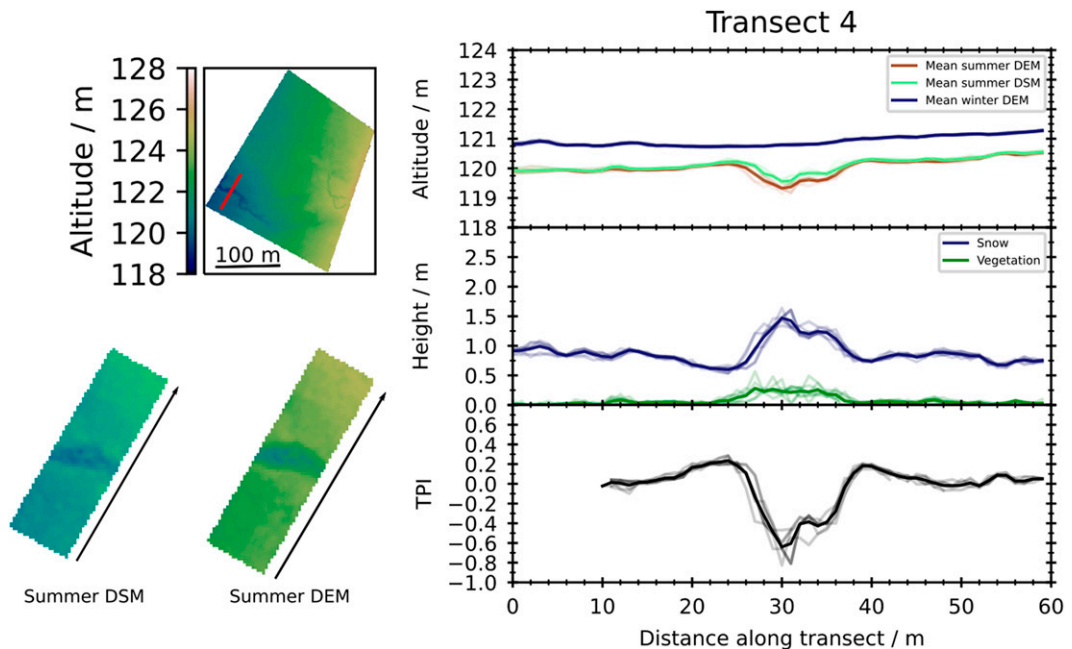 Transect 4
Altitude / m
128
126
124
122
120
118
100 m
Summer DSM
Summer DEM
Altitude / m
124
123
122
121
120
119
118
Mean summer DEM
Mean summer DSM
Mean winter DEM
Height / m
2.5
2.0
1.5
1.0
0.5
0.0
Snow
Vegetation
TPI
0.6
0.4
0.2
0.0
−0.2
−0.4
−0.6
−0.8
−1.0
0 10 20 30 40 50 60
Distance along transect / m